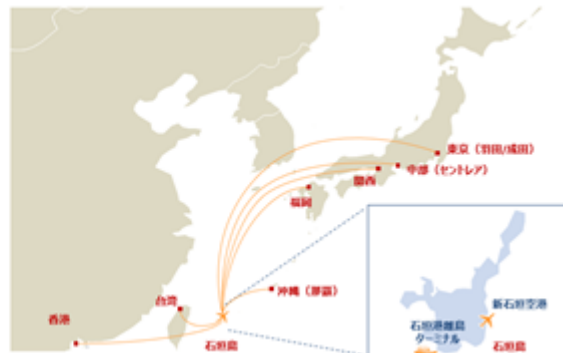 東京（羽田/成田）
中部（セントレア）
関西
福岡
沖縄（那覇）
台湾
香港
石垣島
新石垣空港
石垣港離島
ターミナル
石垣島